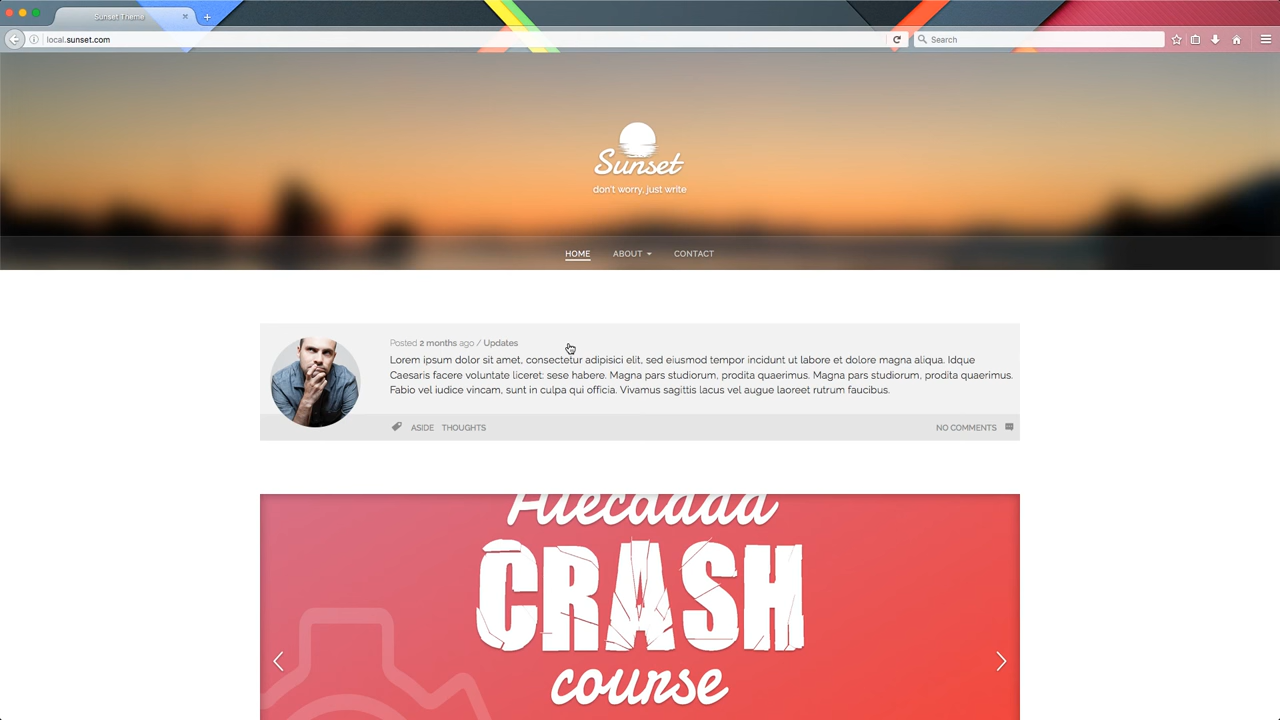 Sunset Theme
local.sunset.com
Search
Sunset
don't worry, just write
HOME ABOUT CONTACT
Posted 2 months ago / Updates
Lorem ipsum dolor sit amet, consectetur adipisici elit, sed eiusmod tempor incidunt ut labore et dolore magna aliqua. Idque
Caesaris facere voluntate liceret: sese habere. Magna pars studiorum, prodita quaerimus. Magna pars studiorum, prodita quaerimus.
Fabio vel iudice vincam, sunt in culpa qui officia. Vivamus sagittis lacus vel augue laoreet rutrum faucibus.
ASIDE THOUGHTS NO COMMENTS
Alecaddd
CRASH
course